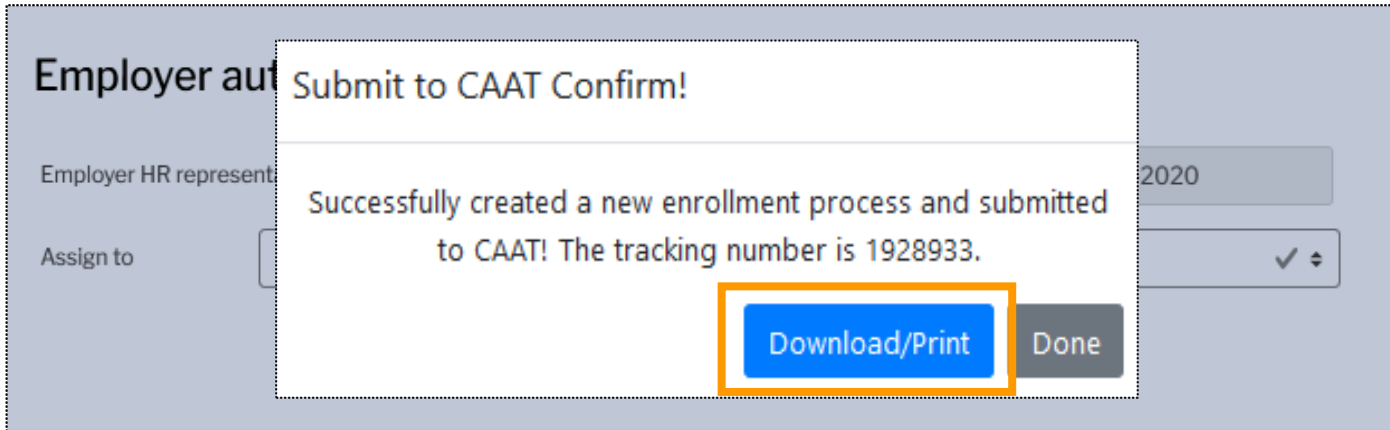 Employer aut
Submit to CAAT Confirm!
Employer HR represent
2020
Successfully created a new enrollment process and submitted
to CAAT! The tracking number is 1928933.
Assign to
Download/Print
Done